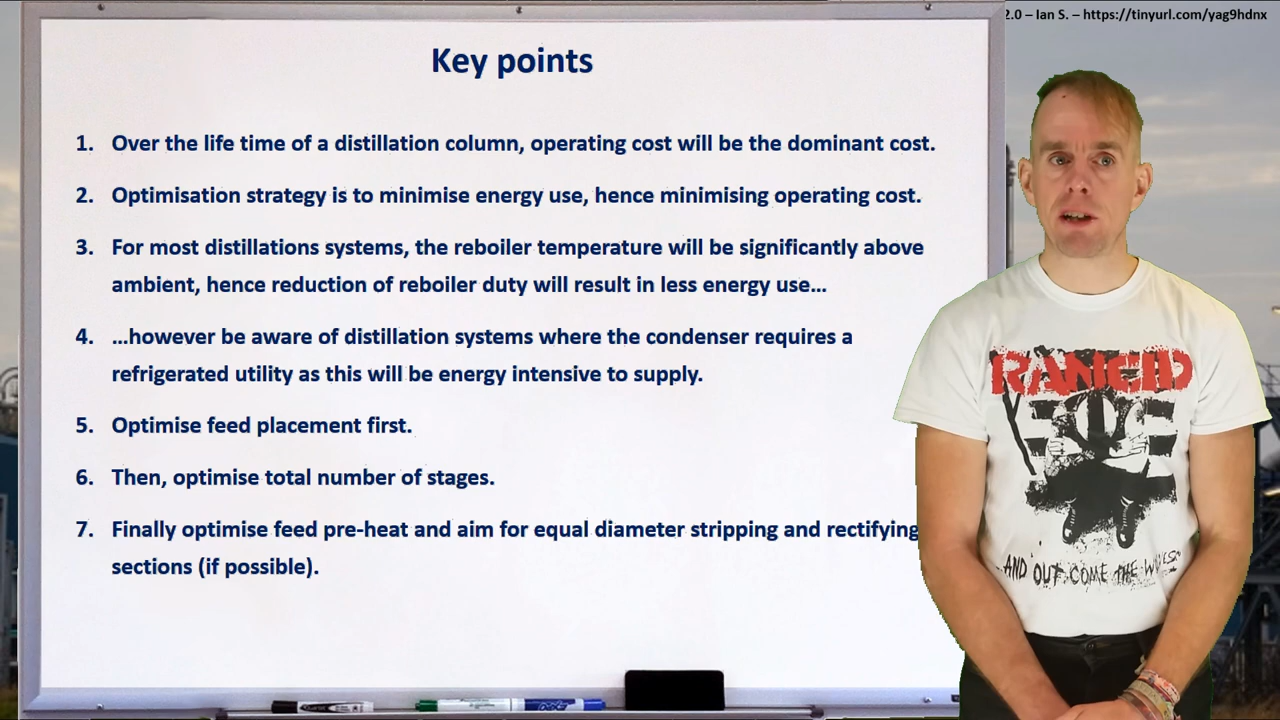 2.0 – Ian S. – https://tinyurl.com/yag9hdnx
Key points
1. Over the life time of a distillation column, operating cost will be the dominant cost.
2. Optimisation strategy is to minimise energy use, hence minimising operating cost.
3. For most distillations systems, the reboiler temperature will be significantly above
ambient, hence reduction of reboiler duty will result in less energy use…
4. …however be aware of distillation systems where the condenser requires a
refrigerated utility as this will be energy intensive to supply.
5. Optimise feed placement first.
6. Then, optimise total number of stages.
7. Finally optimise feed pre-heat and aim for equal diameter stripping and rectifying
sections (if possible).
RANCID
...AND OUT COME THE WOLVES